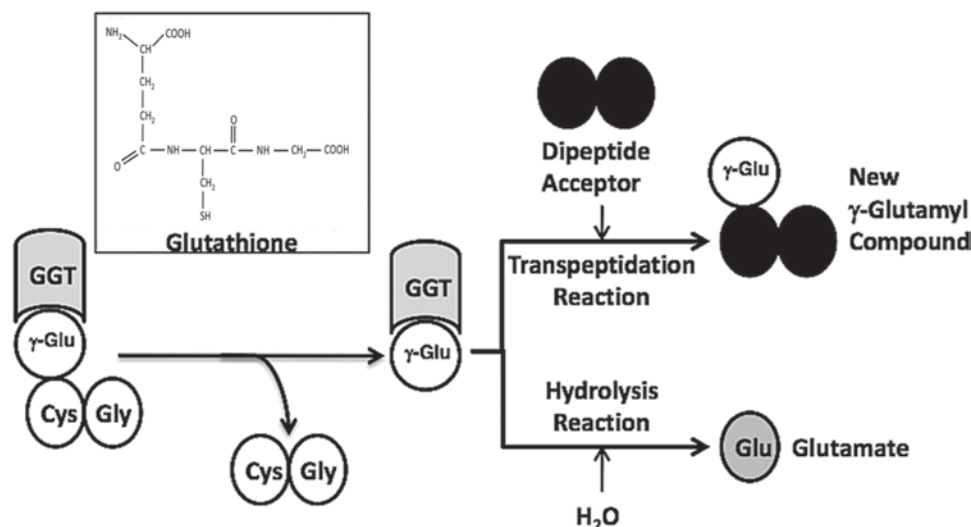 NH₂
CH
COOH
CH₂
CH₂
C
O
NH
CH
C
O
NH
CH₂
COOH
CH₂
SH
Glutathione
GGT
γ-Glu
Cys Gly
Cys Gly
GGT
γ-Glu
Dipeptide
Acceptor
Transpeptidation
Reaction
γ-Glu
New
γ-Glutamyl
Compound
Hydrolysis
Reaction
H₂O
Glu
Glutamate